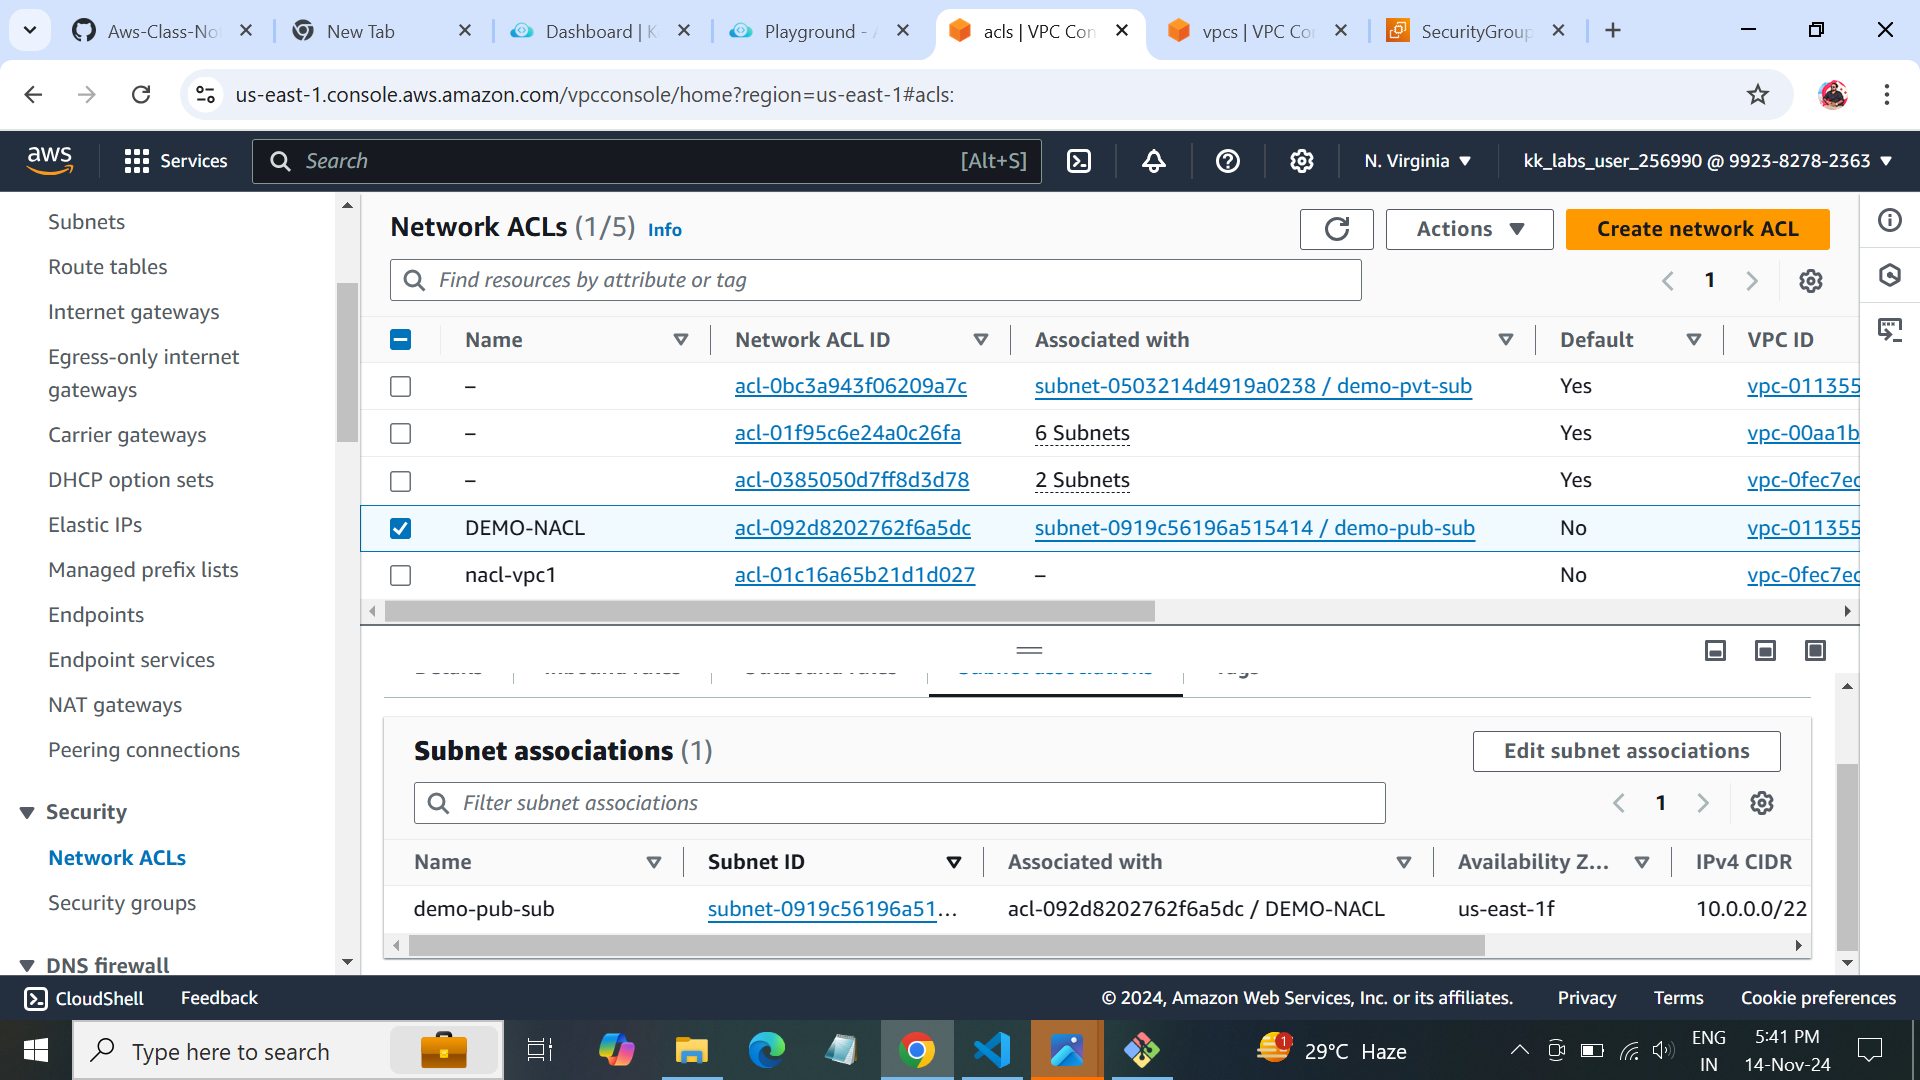 Aws-Class-No
New Tab
Dashboard | K
Playground - A
acls | VPC Con
vpcs | VPC Co
SecurityGroup
us-east-1.console.aws.amazon.com/vpcconsole/home?region=us-east-1#acls:
aws
Services
Search
[Alt+S]
N. Virginia
kk_labs_user_256990 @ 9923-8278-2363
Subnets
Route tables
Internet gateways
Egress-only internet
gateways
Carrier gateways
DHCP option sets
Elastic IPs
Managed prefix lists
Endpoints
Endpoint services
NAT gateways
Peering connections
Security
Network ACLs
Security groups
DNS firewall
Network ACLs (1/5) Info
Actions
Create network ACL
Find resources by attribute or tag
1
Name Network ACL ID Associated with Default VPC ID
– acl-0bc3a943f06209a7c subnet-0503214d4919a0238 / demo-pvt-sub Yes vpc-011355
– acl-01f95c6e24a0c26fa 6 Subnets Yes vpc-00aa1b
– acl-0385050d7ff8d3d78 2 Subnets Yes vpc-0fec7ec
DEMO-NACL acl-092d8202762f6a5dc subnet-0919c56196a515414 / demo-pub-sub No vpc-011355
nacl-vpc1 acl-01c16a65b21d1d027 – No vpc-0fec7ec
Details Inbound rules Outbound rules Subnet associations Tags
Subnet associations (1)
Edit subnet associations
Filter subnet associations
1
Name Subnet ID Associated with Availability Z... IPv4 CIDR
demo-pub-sub subnet-0919c56196a51... acl-092d8202762f6a5dc / DEMO-NACL us-east-1f 10.0.0.0/22
CloudShell Feedback © 2024, Amazon Web Services, Inc. or its affiliates. Privacy Terms Cookie preferences
Type here to search
1
29°C Haze
ENG
IN
5:41 PM
14-Nov-24